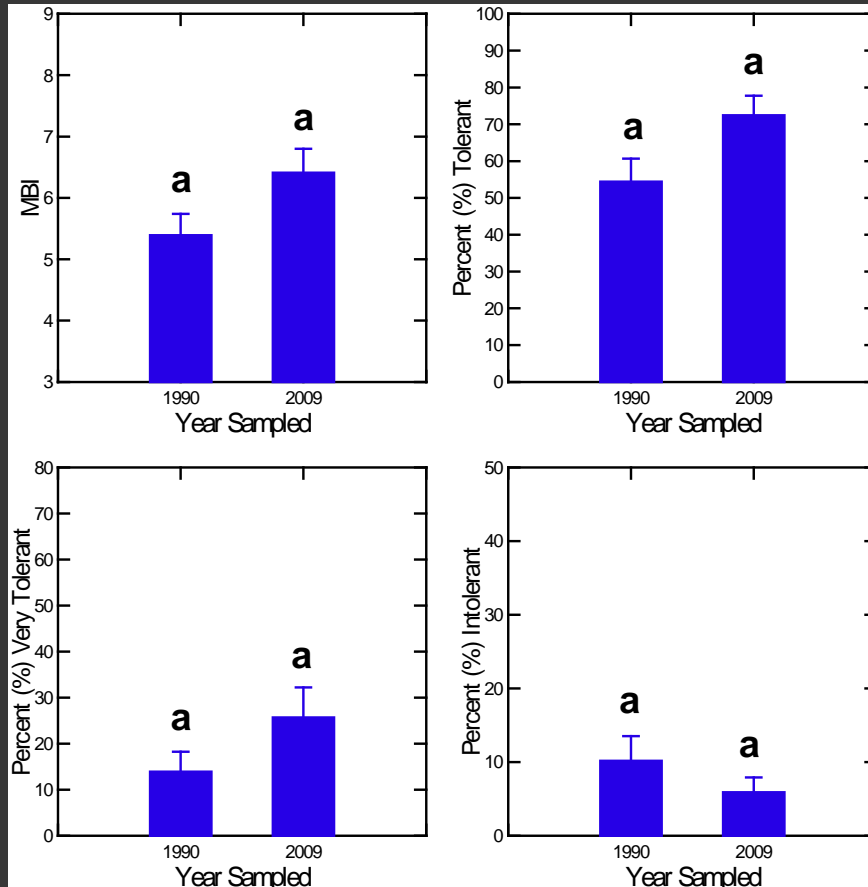 9
8
7
6
5
4
3
MBI
a
a
1990
2009
Year Sampled
100
90
80
70
60
50
40
30
20
10
0
Percent (%) Tolerant
a
a
1990
2009
Year Sampled
80
70
60
50
40
30
20
10
0
Percent (%) Very Tolerant
a
a
1990
2009
Year Sampled
50
40
30
20
10
0
Percent (%) Intolerant
a
a
1990
2009
Year Sampled